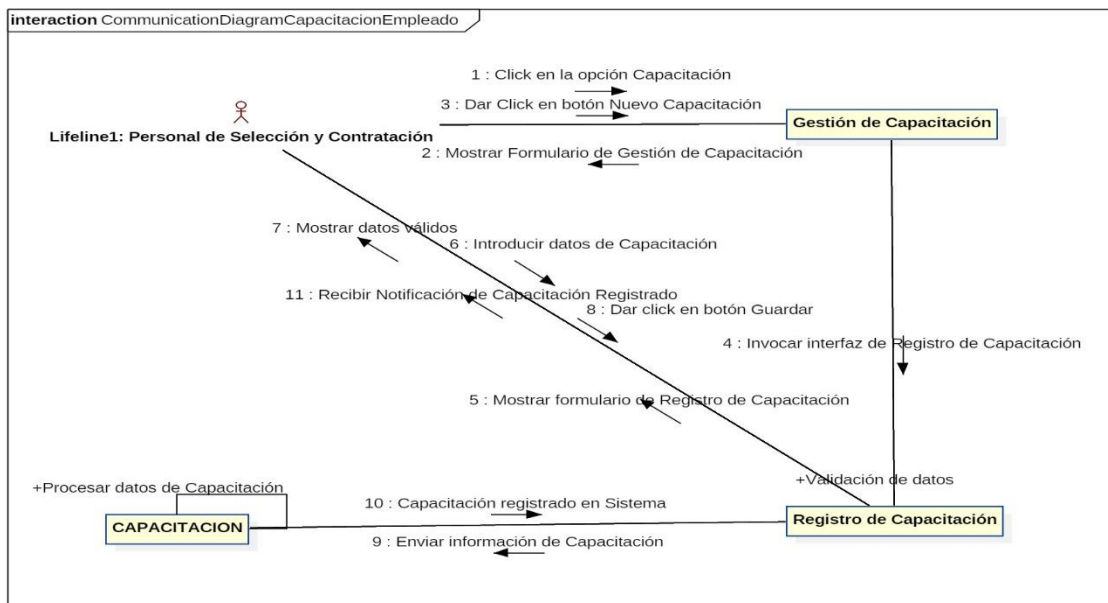 interaction CommunicationDiagramCapacitacionEmpleado
1 : Click en la opción Capacitación
3 : Dar Click en botón Nuevo Capacitación
Lifeline1: Personal de Selección y Contratación
Gestión de Capacitación
2 : Mostrar Formulario de Gestión de Capacitación
7 : Mostrar datos válidos
6 : Introducir datos de Capacitación
11 : Recibir Notificación de Capacitación Registrado
8 : Dar click en botón Guardar
4 : Invocar interfaz de Registro de Capacitación
5 : Mostrar formulario de Registro de Capacitación
+Procesar datos de Capacitación
+Validación de datos
10 : Capacitación registrado en Sistema
CAPACITACION
Registro de Capacitación
9 : Enviar información de Capacitación